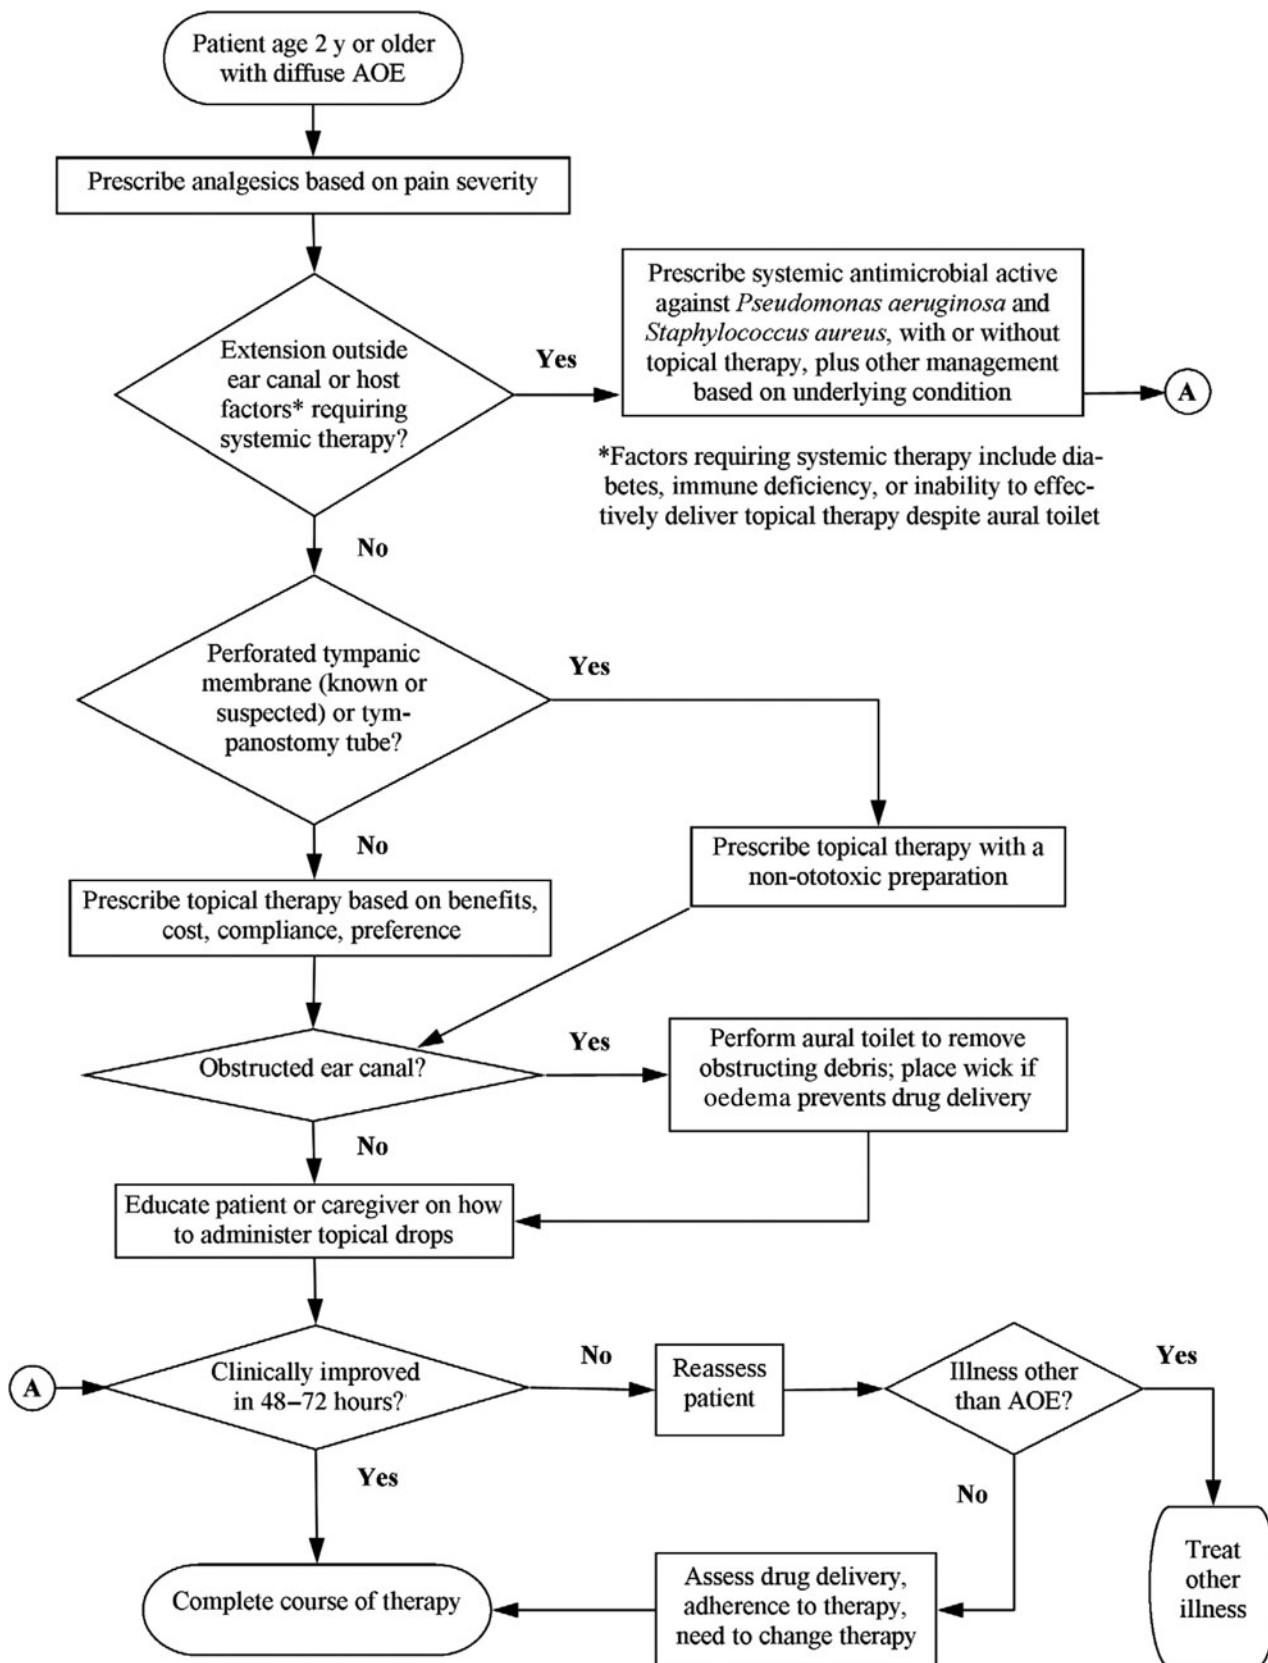 Patient age 2 y or older
with diffuse AOE
Prescribe analgesics based on pain severity
Extension outside
ear canal or host
factors* requiring
systemic therapy?
Yes
Prescribe systemic antimicrobial active
against Pseudomonas aeruginosa and
Staphylococcus aureus, with or without
topical therapy, plus other management
based on underlying condition
A
*Factors requiring systemic therapy include dia-
betes, immune deficiency, or inability to effec-
tively deliver topical therapy despite aural toilet
No
Perforated tympanic
membrane (known or
suspected) or tym-
panostomy tube?
Yes
No
Prescribe topical therapy with a
non-ototoxic preparation
Prescribe topical therapy based on benefits,
cost, compliance, preference
Obstructed ear canal?
Yes
Perform aural toilet to remove
obstructing debris; place wick if
oedema prevents drug delivery
No
Educate patient or caregiver on how
to administer topical drops
A
Clinically improved
in 48–72 hours?
No
Reassess
patient
Illness other
than AOE?
Yes
Yes
No
Complete course of therapy
Assess drug delivery,
adherence to therapy,
need to change therapy
Treat
other
illness